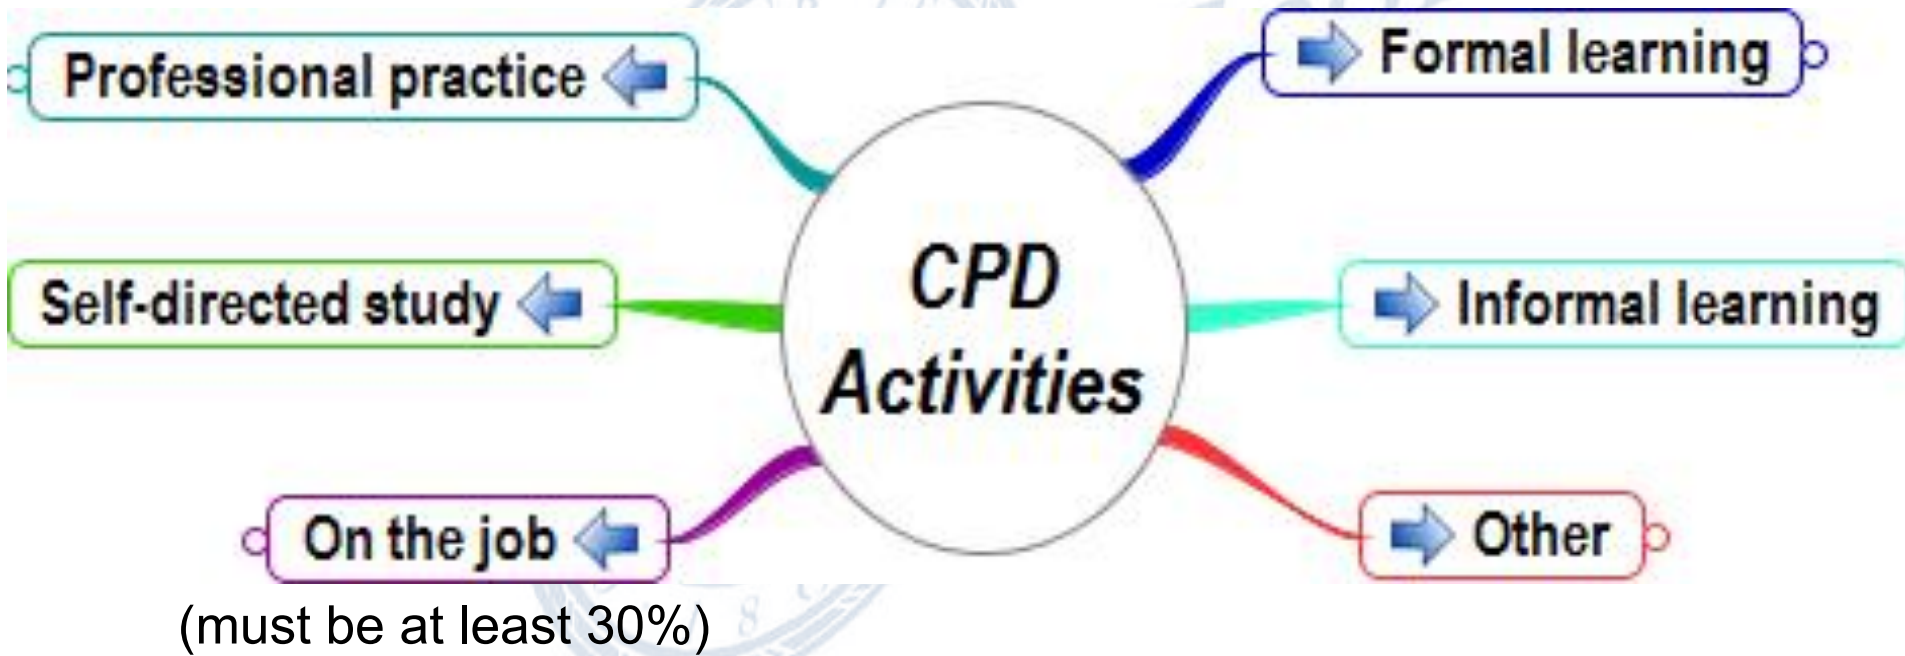 Professional practice
Formal learning
CPD
Activities
Self-directed study
Informal learning
On the job
Other
(must be at least 30%)